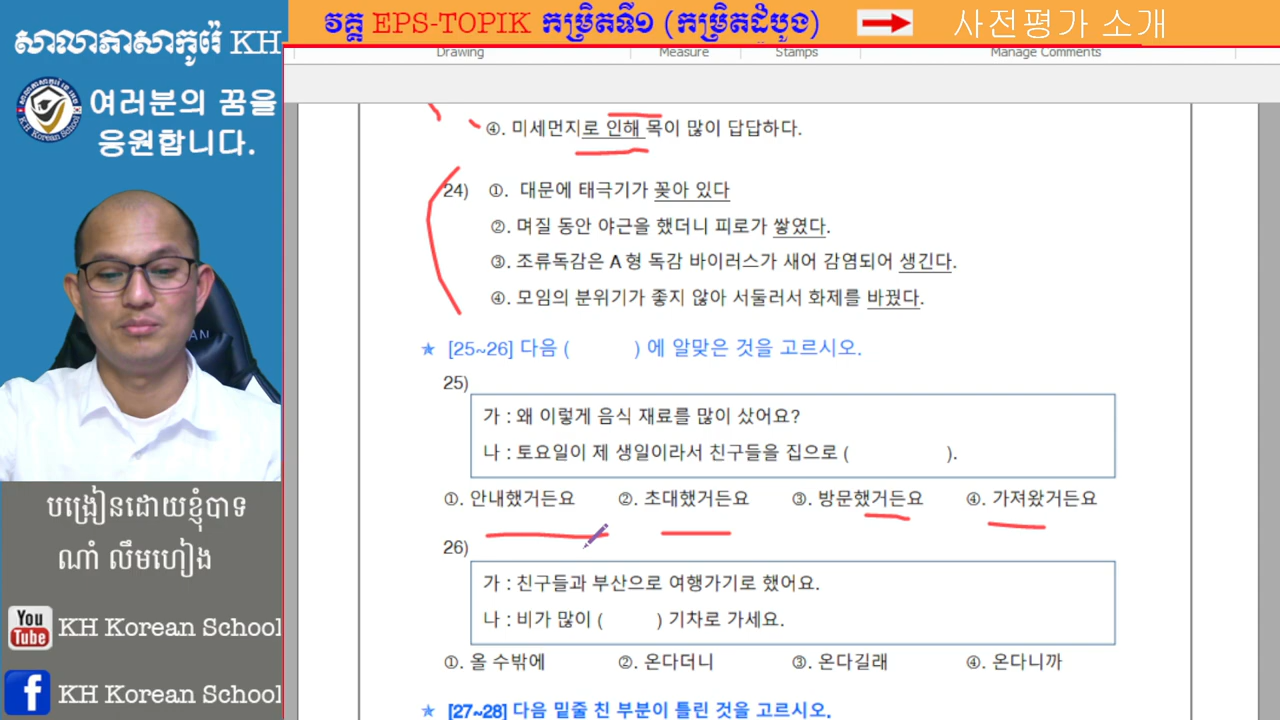 សាលាភាសាកូរ៉េ KH
វគ្គ EPS-TOPIK កម្រិតទី១ (កម្រិតដំបូង)
사전평가 소개
Drawing Measure Stamps Manage Comments
여러분의 꿈을
응원합니다.
④. 미세먼지로 인해 목이 많이 답답하다.
24) ①. 대문에 태극기가 꽂아 있다
②. 며질 동안 야근을 했더니 피로가 쌓였다.
③. 조류독감은 A형 독감 바이러스가 새어 감염되어 생긴다.
④. 모임의 분위기가 좋지 않아 서둘러서 화제를 바꿨다.
★ [25~26] 다음 ( ) 에 알맞은 것을 고르시오.
25)
가 : 왜 이렇게 음식 재료를 많이 샀어요?
나 : 토요일이 제 생일이라서 친구들을 집으로 ( ).
①. 안내했거든요 ②. 초대했거든요 ③. 방문했거든요 ④. 가져왔거든요
26)
가 : 친구들과 부산으로 여행가기로 했어요.
나 : 비가 많이 ( ) 기차로 가세요.
①. 올 수밖에 ②. 온다더니 ③. 온다길래 ④. 온다니까
★ [27~28] 다음 밑줄 친 부분이 틀린 것을 고르시오.
បង្រៀនដោយខ្ញុំបាទ
ណាំ លឹមហៀង
You Tube KH Korean School
f KH Korean School